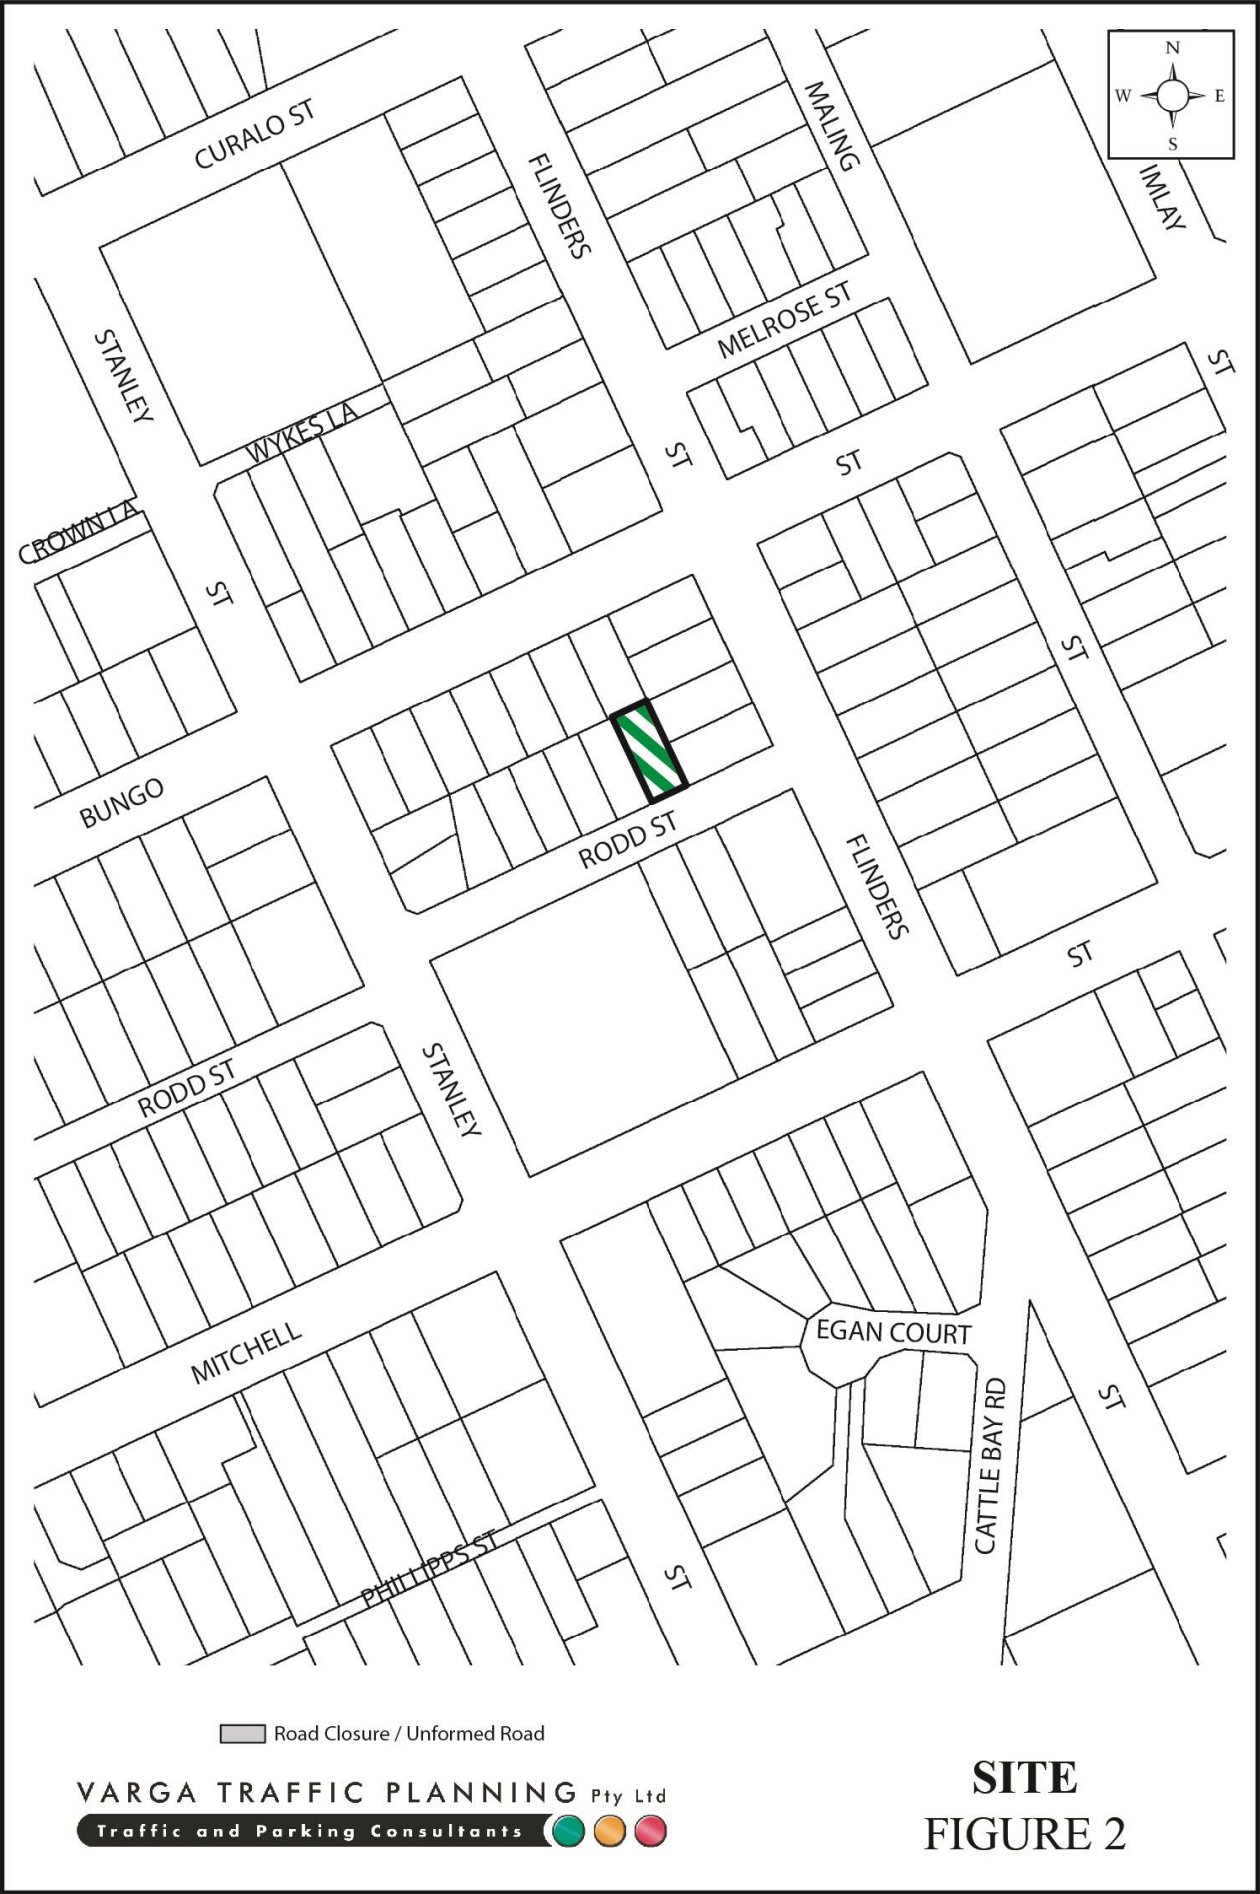 N
W E
S
CURALO ST
MALING
FLINDERS
IMLAY
MELROSE ST
STANLEY
ST
WYKES LA
ST
ST
CROWN LA
ST
ST
BUNGO
RODD ST
FLINDERS
ST
STANLEY
RODD ST
MITCHELL
EGAN COURT
CATTLE BAY RD
ST
PHILLIPPS ST
ST
Road Closure / Unformed Road
VARGA TRAFFIC PLANNING Pty Ltd
Traffic and Parking Consultants
SITE
FIGURE 2